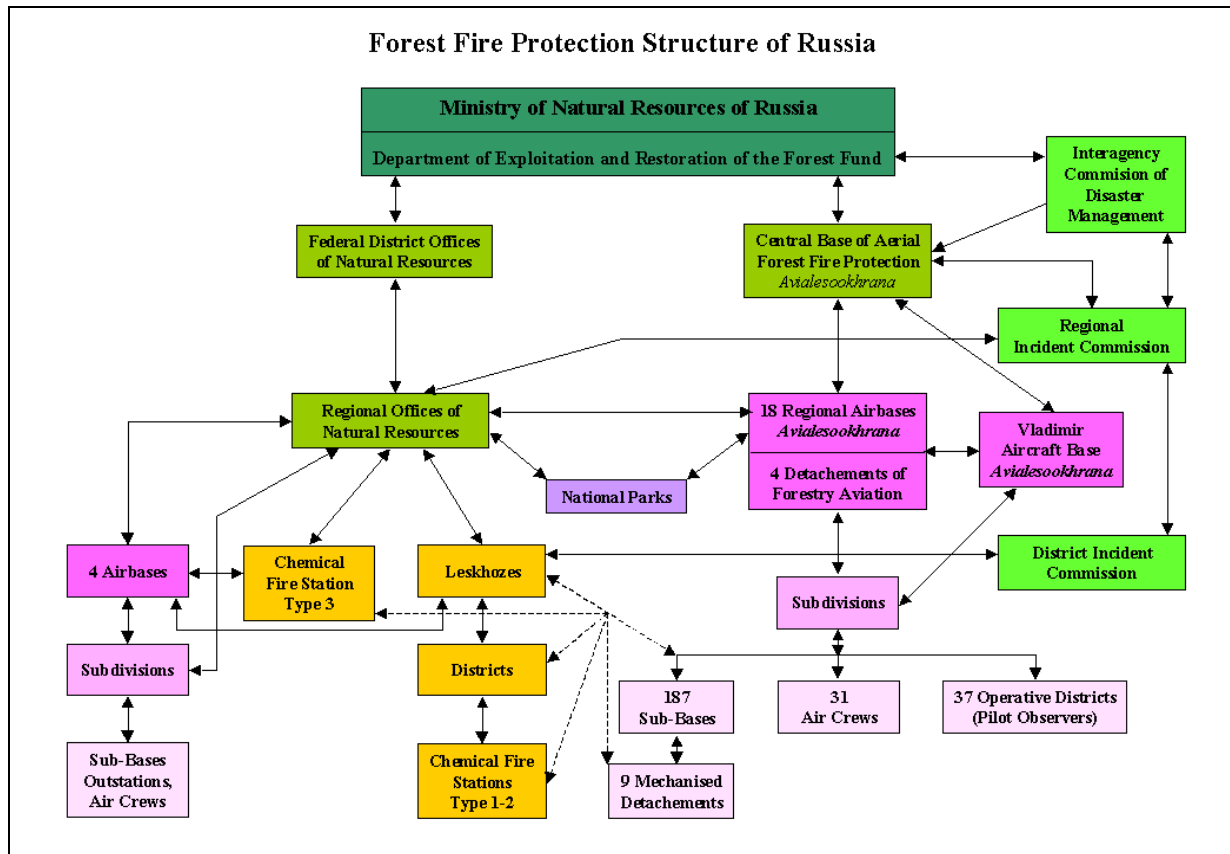 Forest Fire Protection Structure of Russia
Ministry of Natural Resources of Russia
Department of Exploitation and Restoration of the Forest Fund
Interagency
Commision of
Disaster
Management
Federal District Offices
of Natural Resources
Central Base of Aerial
Forest Fire Protection
Avialesookhrana
Regional
Incident Commission
Regional Offices of
Natural Resources
18 Regional Airbases
Avialesookhrana
4 Detachements of
Forestry Aviation
Vladimir
Aircraft Base
Avialesookhrana
National Parks
4 Airbases
Chemical
Fire Station
Type 3
Leskhozes
District Incident
Commission
Subdivisions
Subdivisions
Districts
187
Sub-Bases
31
Air Crews
37 Operative Districts
(Pilot Observers)
Sub-Bases
Outstations,
Air Crews
Chemical Fire
Stations
Type 1-2
9 Mechanised
Detachements